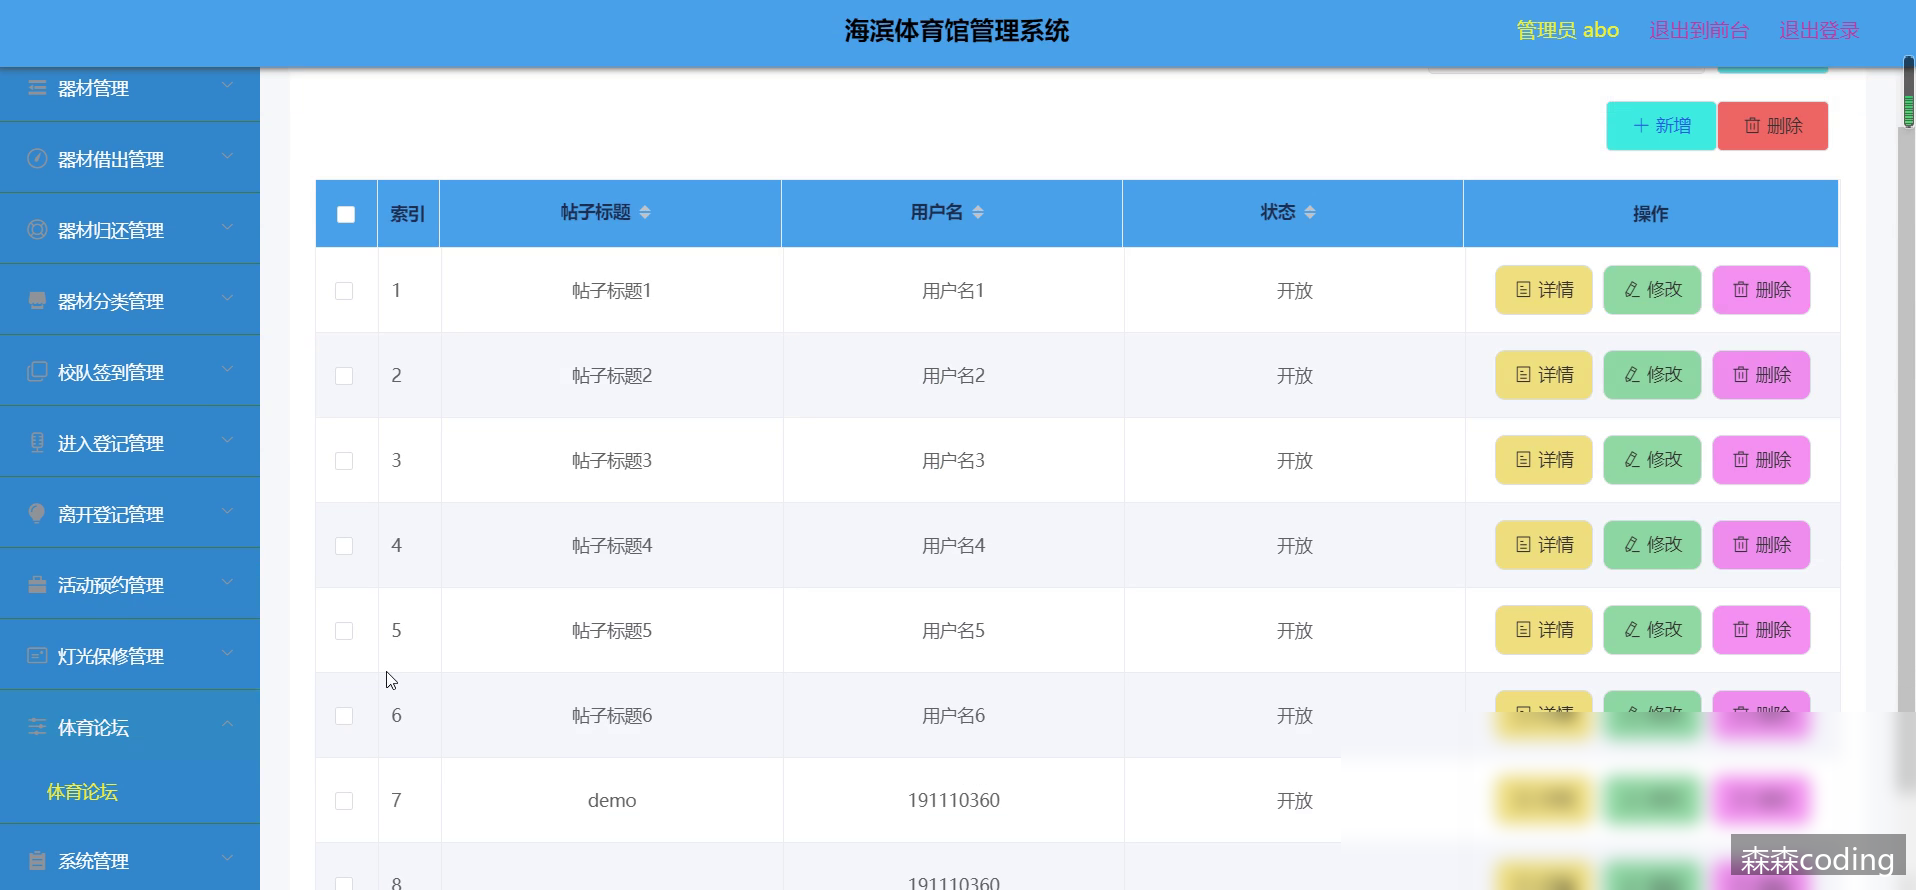 海滨体育馆管理系统
管理员 abo 退出到前台 退出登录
器材管理
器材借出管理
器材归还管理
器材分类管理
校队签到管理
进入登记管理
离开登记管理
活动预约管理
灯光保修管理
体育论坛
体育论坛
系统管理
新增 删除
索引 帖子标题 用户名 状态 操作
1 帖子标题1 用户名1 开放 详情 修改 删除
2 帖子标题2 用户名2 开放 详情 修改 删除
3 帖子标题3 用户名3 开放 详情 修改 删除
4 帖子标题4 用户名4 开放 详情 修改 删除
5 帖子标题5 用户名5 开放 详情 修改 删除
6 帖子标题6 用户名6 开放 详情 修改 删除
7 demo 191110360 开放
8 191110360
森森coding